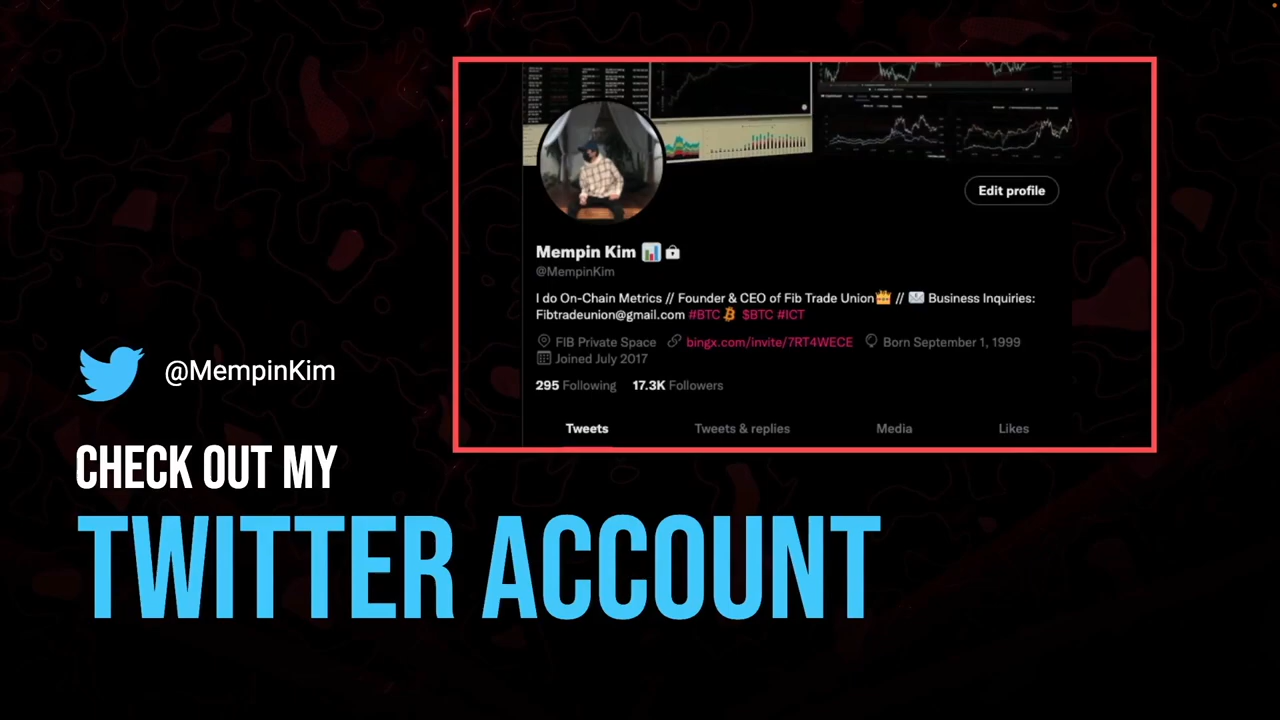 Edit profile
Mempin Kim 📊🔒
@MempinKim
I do On-Chain Metrics // Founder & CEO of Fib Trade Union👑 // ✉️ Business Inquiries:
Fibtradeunion@gmail.com #BTC $BTC #ICT
FIB Private Space bingx.com/invite/7RT4WECE Born September 1, 1999
Joined July 2017
295 Following 17.3K Followers
Tweets Tweets & replies Media Likes
@MempinKim
CHECK OUT MY
TWITTER ACCOUNT